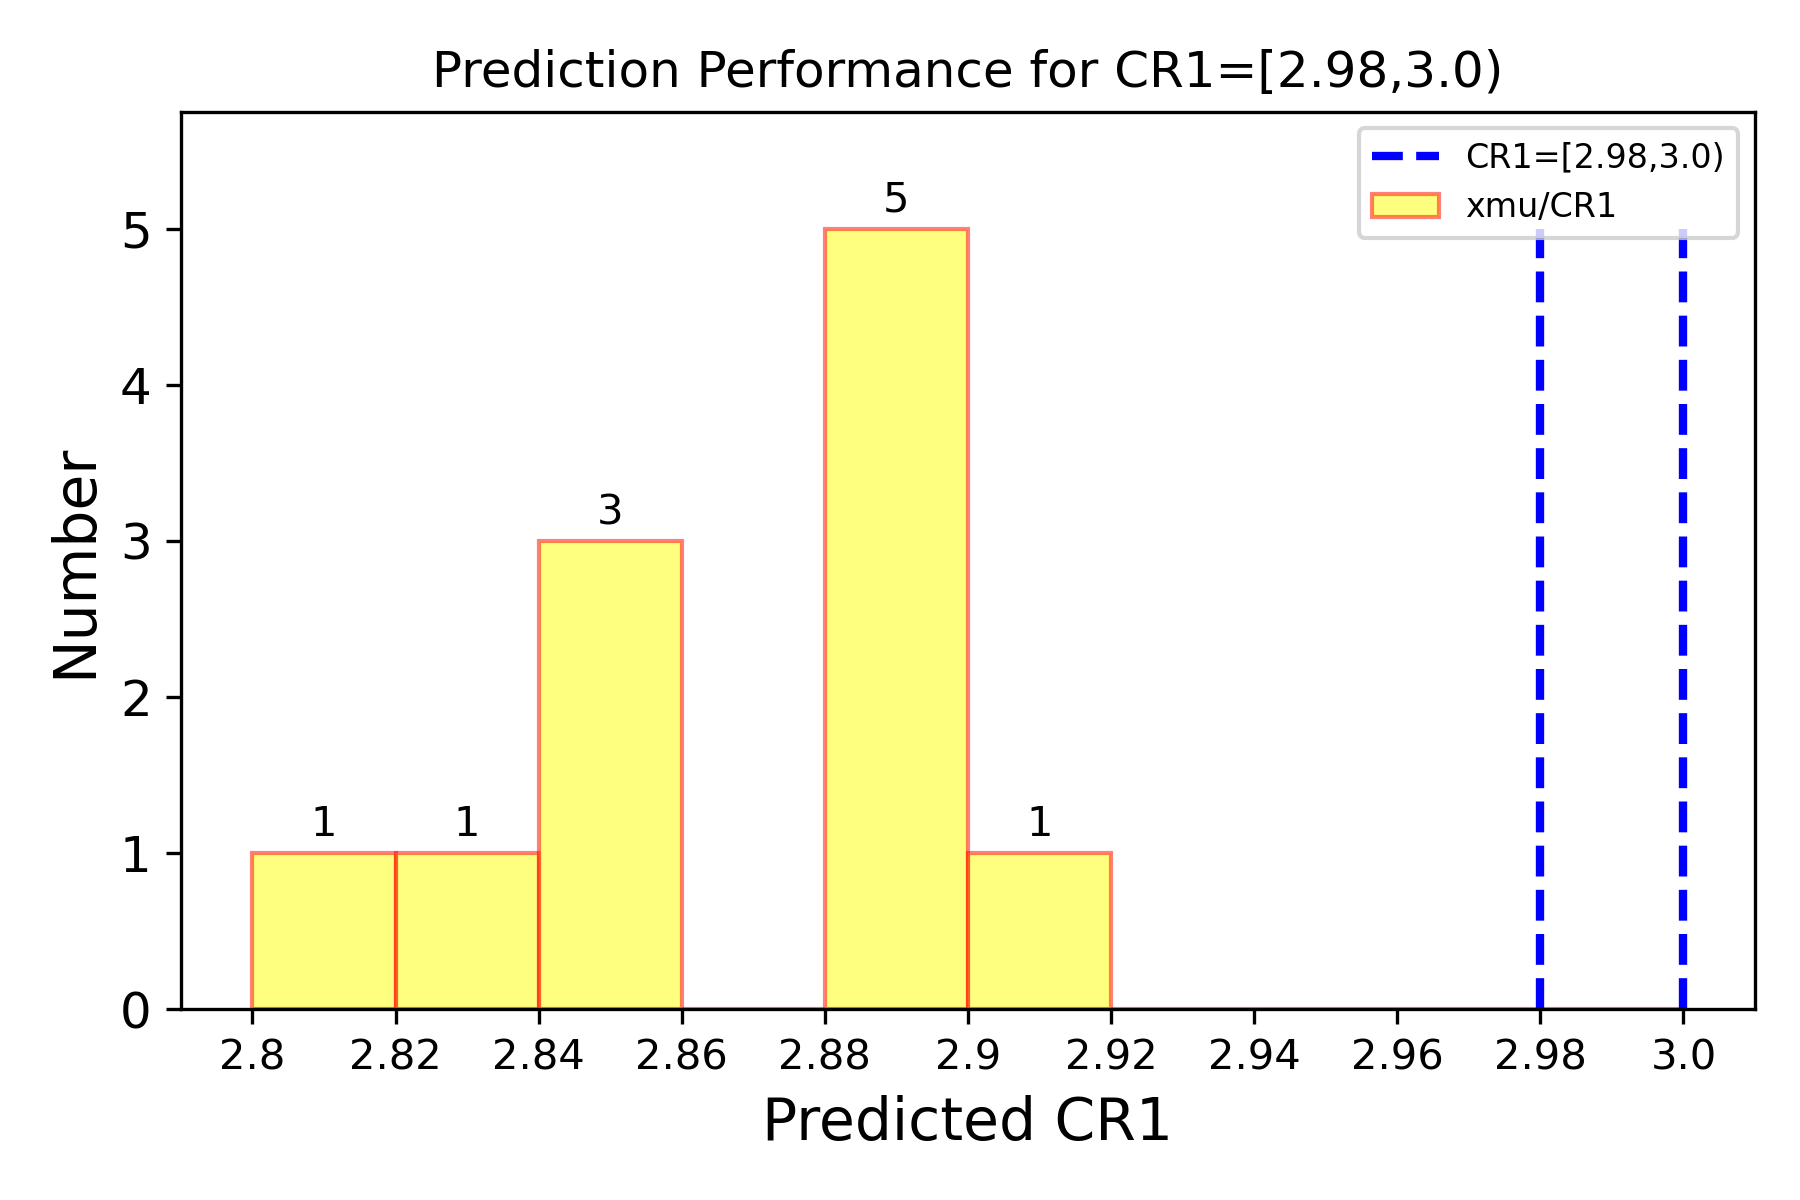 Prediction Performance for CR1=[2.98,3.0)
CR1=[2.98,3.0)
xmu/CR1
5
4
3
2
1
0
Number
1
1
3
5
1
2.8 2.82 2.84 2.86 2.88 2.9 2.92 2.94 2.96 2.98 3.0
Predicted CR1